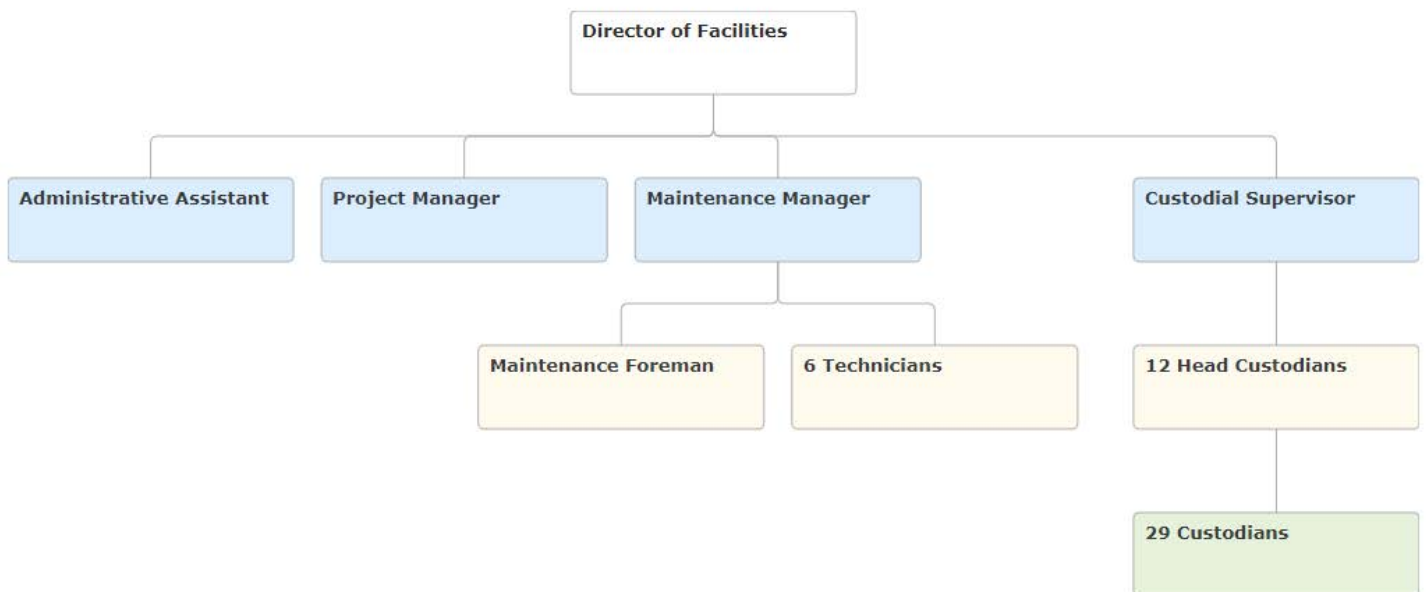 Director of Facilities
Administrative Assistant
Project Manager
Maintenance Manager
Custodial Supervisor
Maintenance Foreman
6 Technicians
12 Head Custodians
29 Custodians